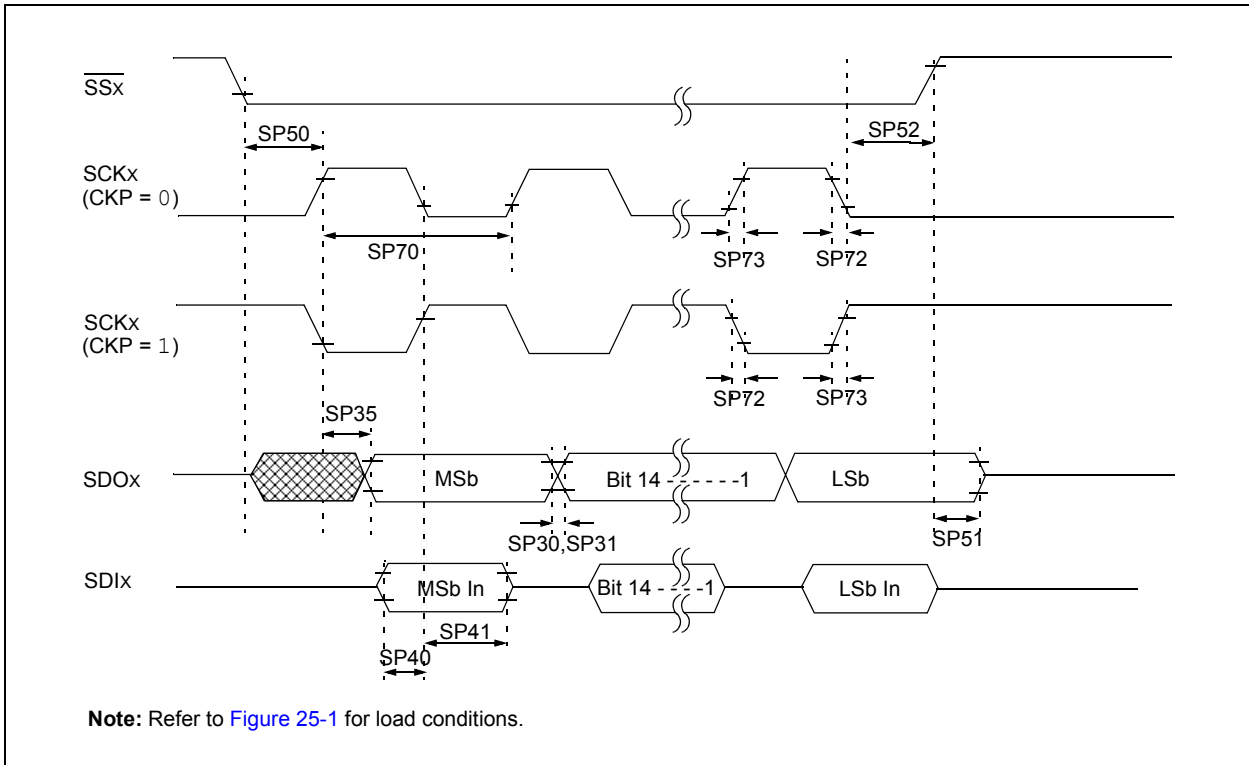 SSx
SP50
SP52
SCKx
(CKP = 0)
SP70
SP73
SP72
SCKx
(CKP = 1)
SP72
SP73
SP35
SDOx
MSb
Bit 14 - - - - - -1
LSb
SP30,SP31
SP51
SDIx
MSb In
Bit 14 - - - -1
LSb In
SP41
SP40
Note: Refer to Figure 25-1 for load conditions.